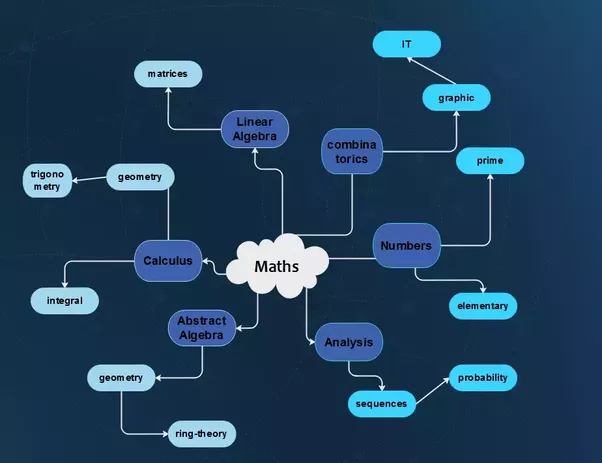 IT
matrices
graphic
Linear
Algebra
combina
torics
prime
trigono
metry
geometry
Numbers
Calculus
Maths
integral
elementary
Abstract
Algebra
Analysis
geometry
probability
sequences
ring-theory